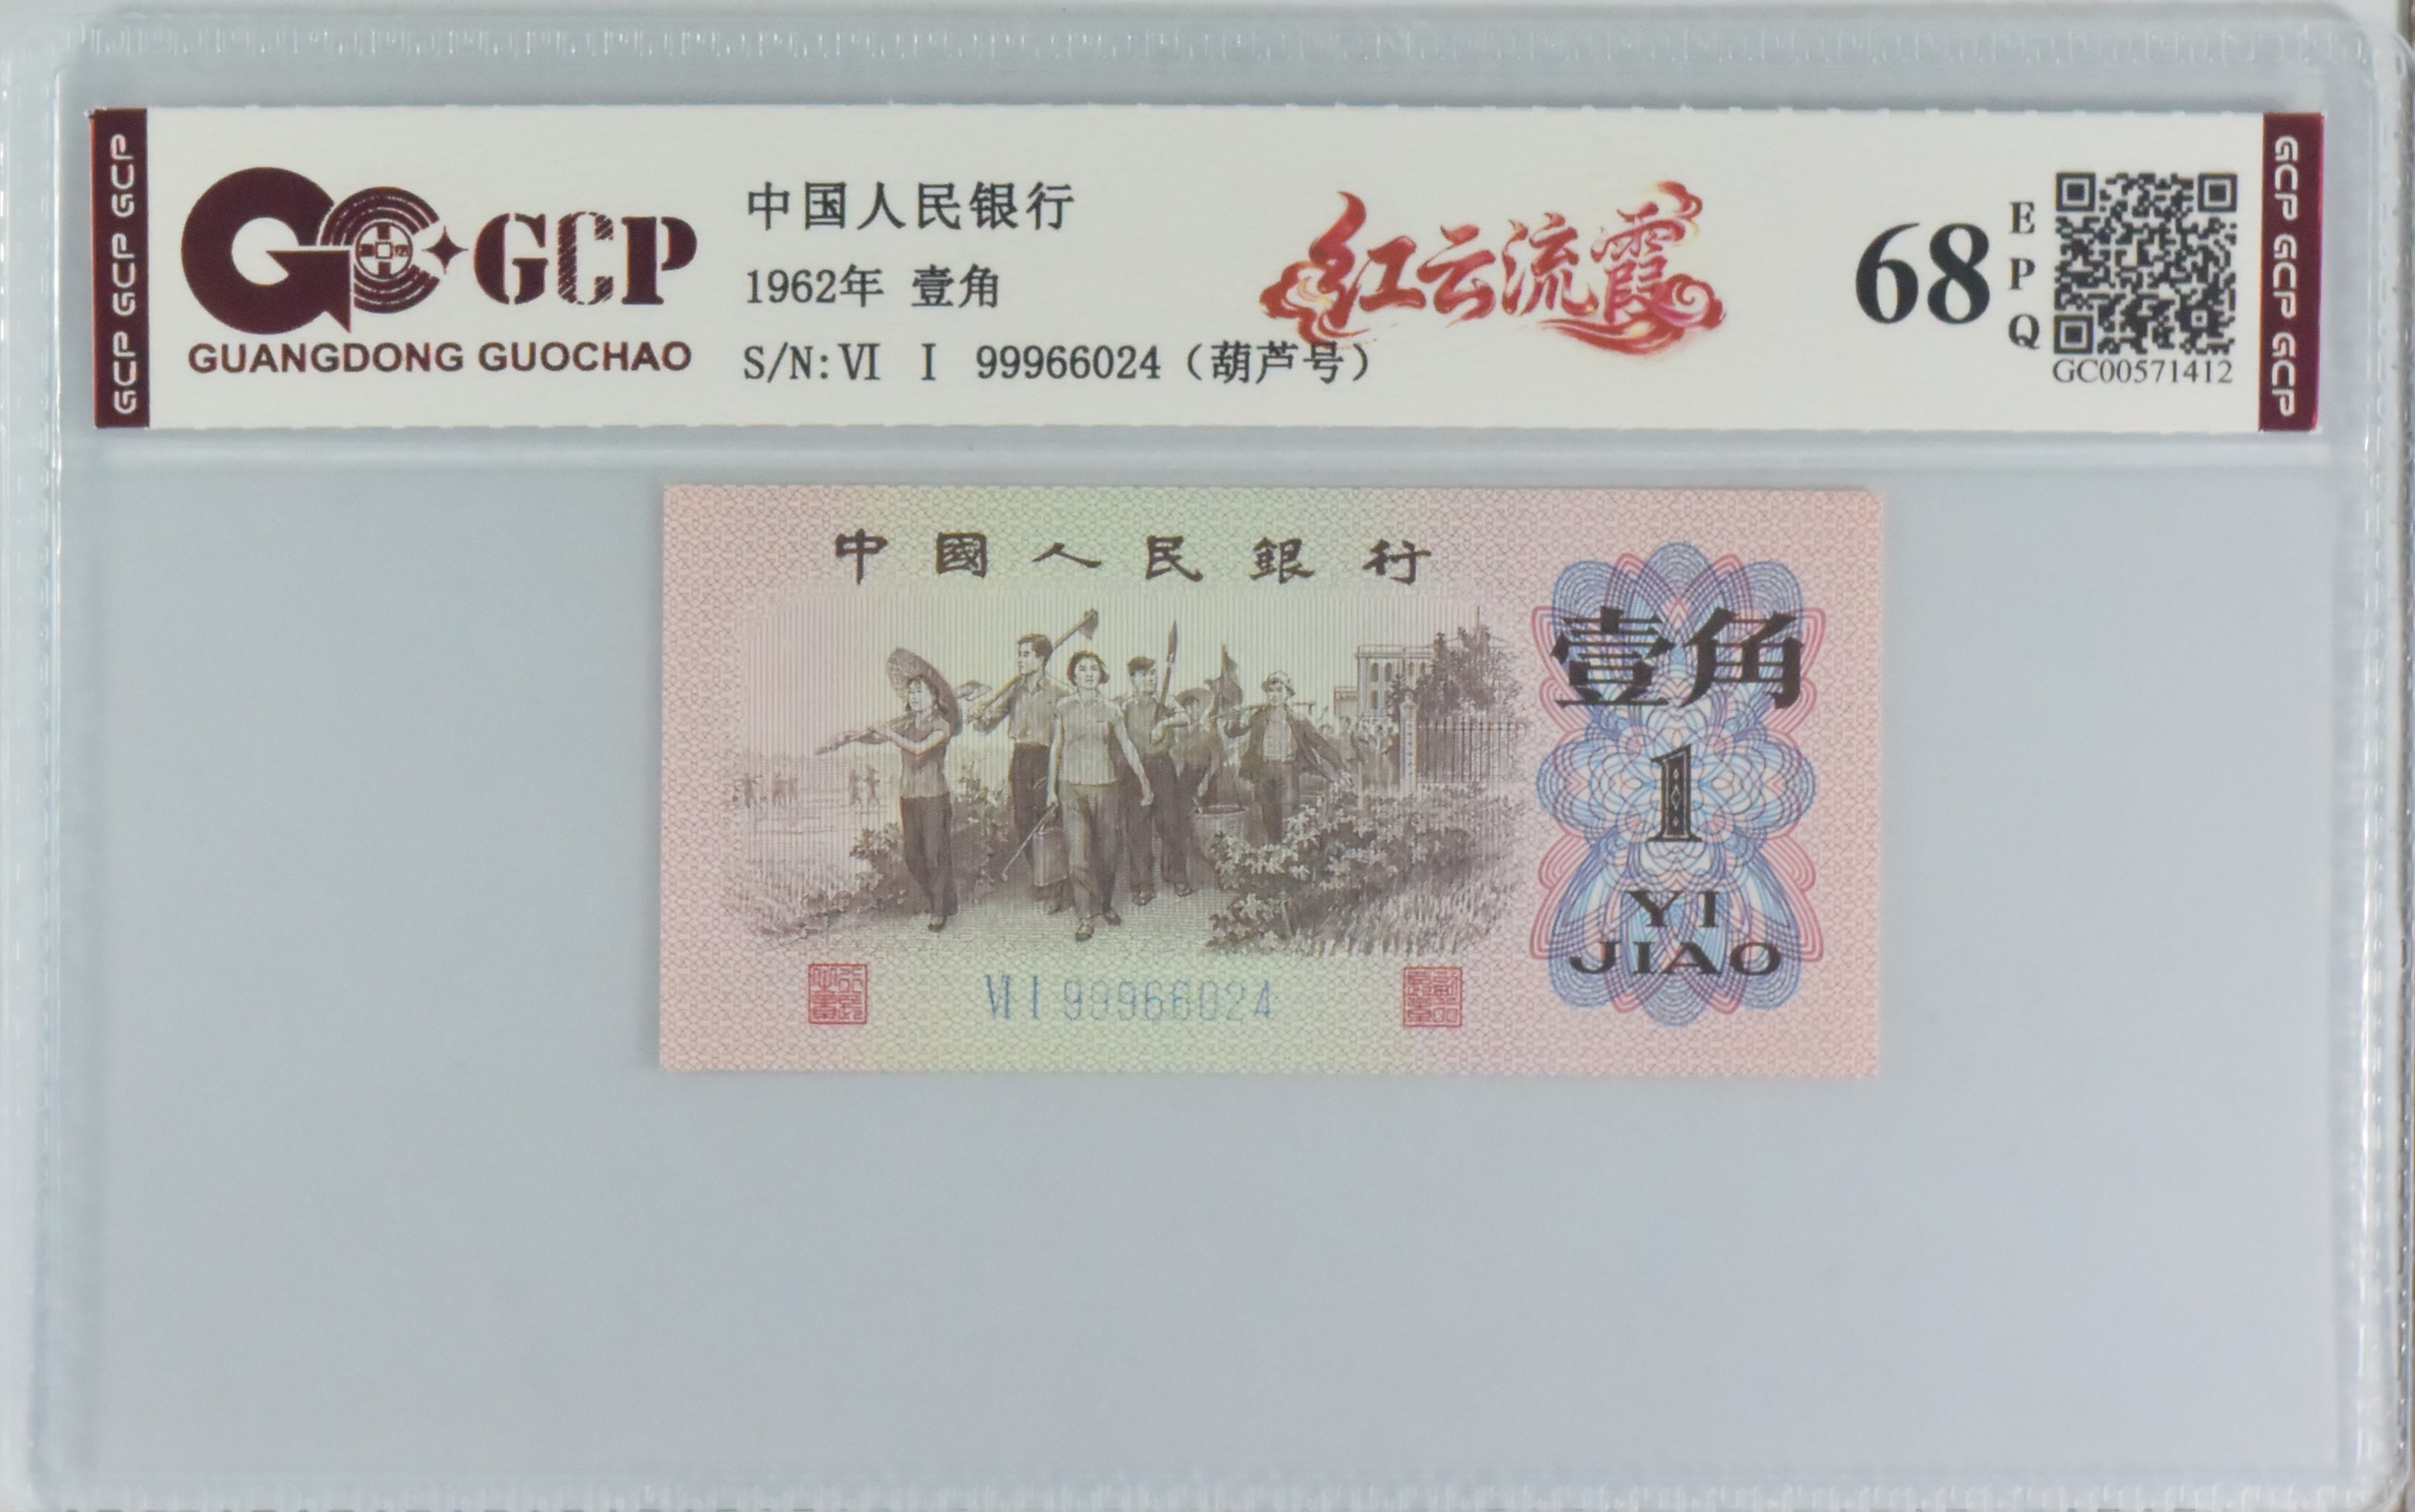 GCP GCP GCP
GCP
GUANGDONG GUOCHAO
中国人民银行
1962年 壹角
S/N: VI I 99966024（葫芦号）
红云流霞
68
EPQ
GC00571412
GCP GCP GCP
中國人民銀行
壹角
1
YI
JIAO
VI I 99966024